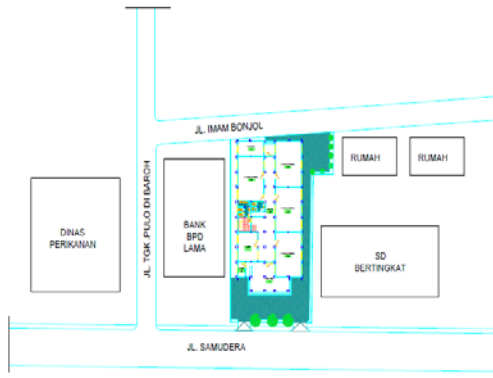 JL. IMAM BONJOL
RUMAH
RUMAH
DINAS
PERIKANAN
JL. TGK. PULO DI BAROH
BANK
BPD
LAMA
SD
BERTINGKAT
JL. SAMUDERA